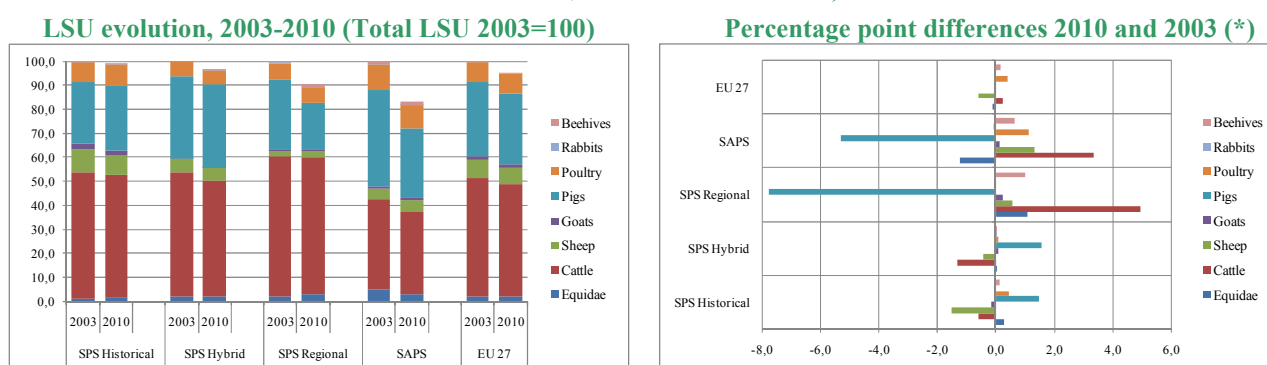 LSU evolution, 2003-2010 (Total LSU 2003=100)
100,0
90,0
80,0
70,0
60,0
50,0
40,0
30,0
20,0
10,0
0,0
2003 2010 2003 2010 2003 2010 2003 2010 2003 2010
SPS Historical SPS Hybrid SPS Regional SAPS EU 27
Beehives
Rabbits
Poultry
Pigs
Goats
Sheep
Cattle
Equidae
Percentage point differences 2010 and 2003 (*)
EU 27
SAPS
SPS Regional
SPS Hybrid
SPS Historical
-8,0 -6,0 -4,0 -2,0 0,0 2,0 4,0 6,0
Beehives
Rabbits
Poultry
Pigs
Goats
Sheep
Cattle
Equidae